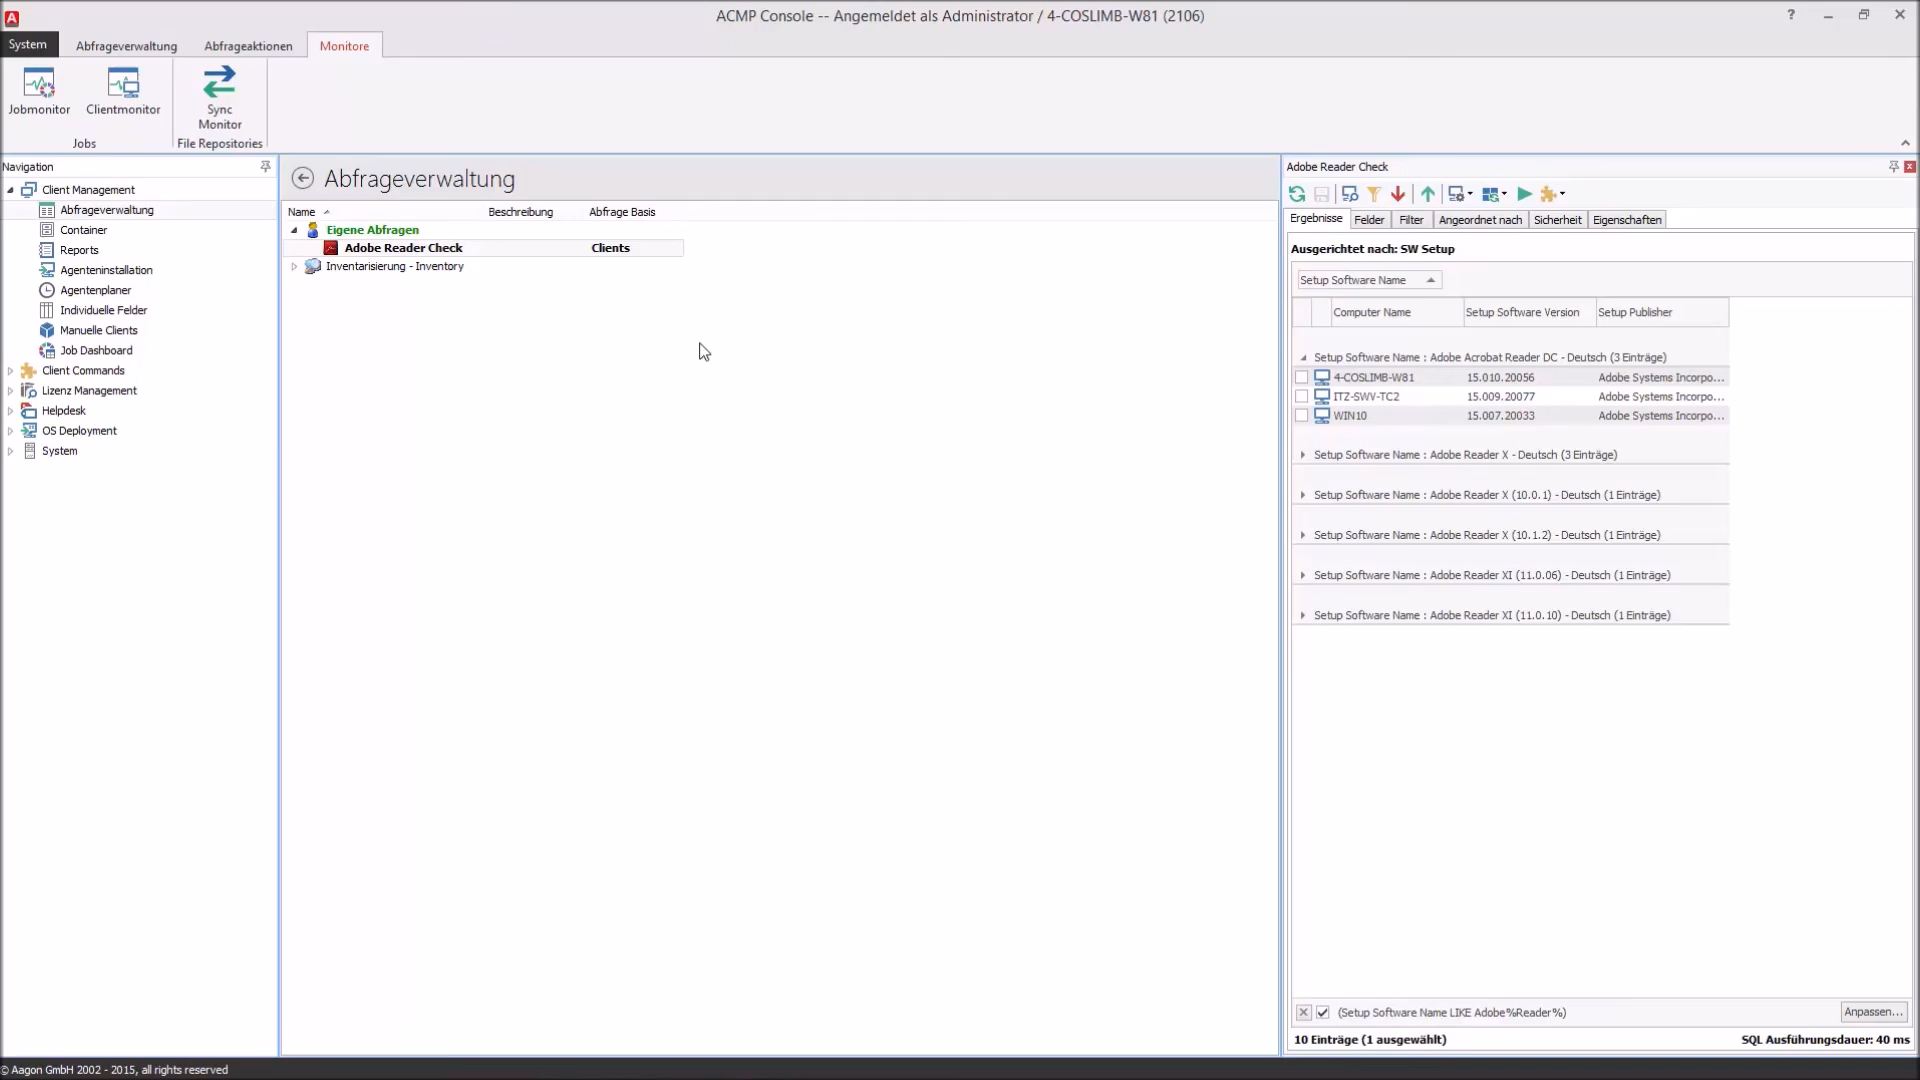 ACMP Console -- Angemeldet als Administrator / 4-COSLIMB-W81 (2106)
System Abfrageverwaltung Abfrageaktionen Monitore
Jobmonitor Clientmonitor Sync Monitor
Jobs File Repositories
Navigation
Client Management
Abfrageverwaltung
Container
Reports
Agenteninstallation
Agentenplaner
Individuelle Felder
Manuelle Clients
Job Dashboard
Client Commands
Lizenz Management
Helpdesk
OS Deployment
System
Abfrageverwaltung
Name Beschreibung Abfrage Basis
Eigene Abfragen
Adobe Reader Check Clients
Inventarisierung - Inventory
Adobe Reader Check
Ergebnisse Felder Filter Angeordnet nach Sicherheit Eigenschaften
Ausgerichtet nach: SW Setup
Setup Software Name
Computer Name Setup Software Version Setup Publisher
Setup Software Name : Adobe Acrobat Reader DC - Deutsch (3 Einträge)
4-COSLIMB-W81 15.010.20056 Adobe Systems Incorpo...
ITZ-SWV-TC2 15.009.20077 Adobe Systems Incorpo...
WIN10 15.007.20033 Adobe Systems Incorpo...
Setup Software Name : Adobe Reader X - Deutsch (3 Einträge)
Setup Software Name : Adobe Reader X (10.0.1) - Deutsch (1 Einträge)
Setup Software Name : Adobe Reader X (10.1.2) - Deutsch (1 Einträge)
Setup Software Name : Adobe Reader XI (11.0.06) - Deutsch (1 Einträge)
Setup Software Name : Adobe Reader XI (11.0.10) - Deutsch (1 Einträge)
(Setup Software Name LIKE Adobe%Reader%) Anpassen...
10 Einträge (1 ausgewählt) SQL Ausführungsdauer: 40 ms
© Aagon GmbH 2002 - 2015, all rights reserved